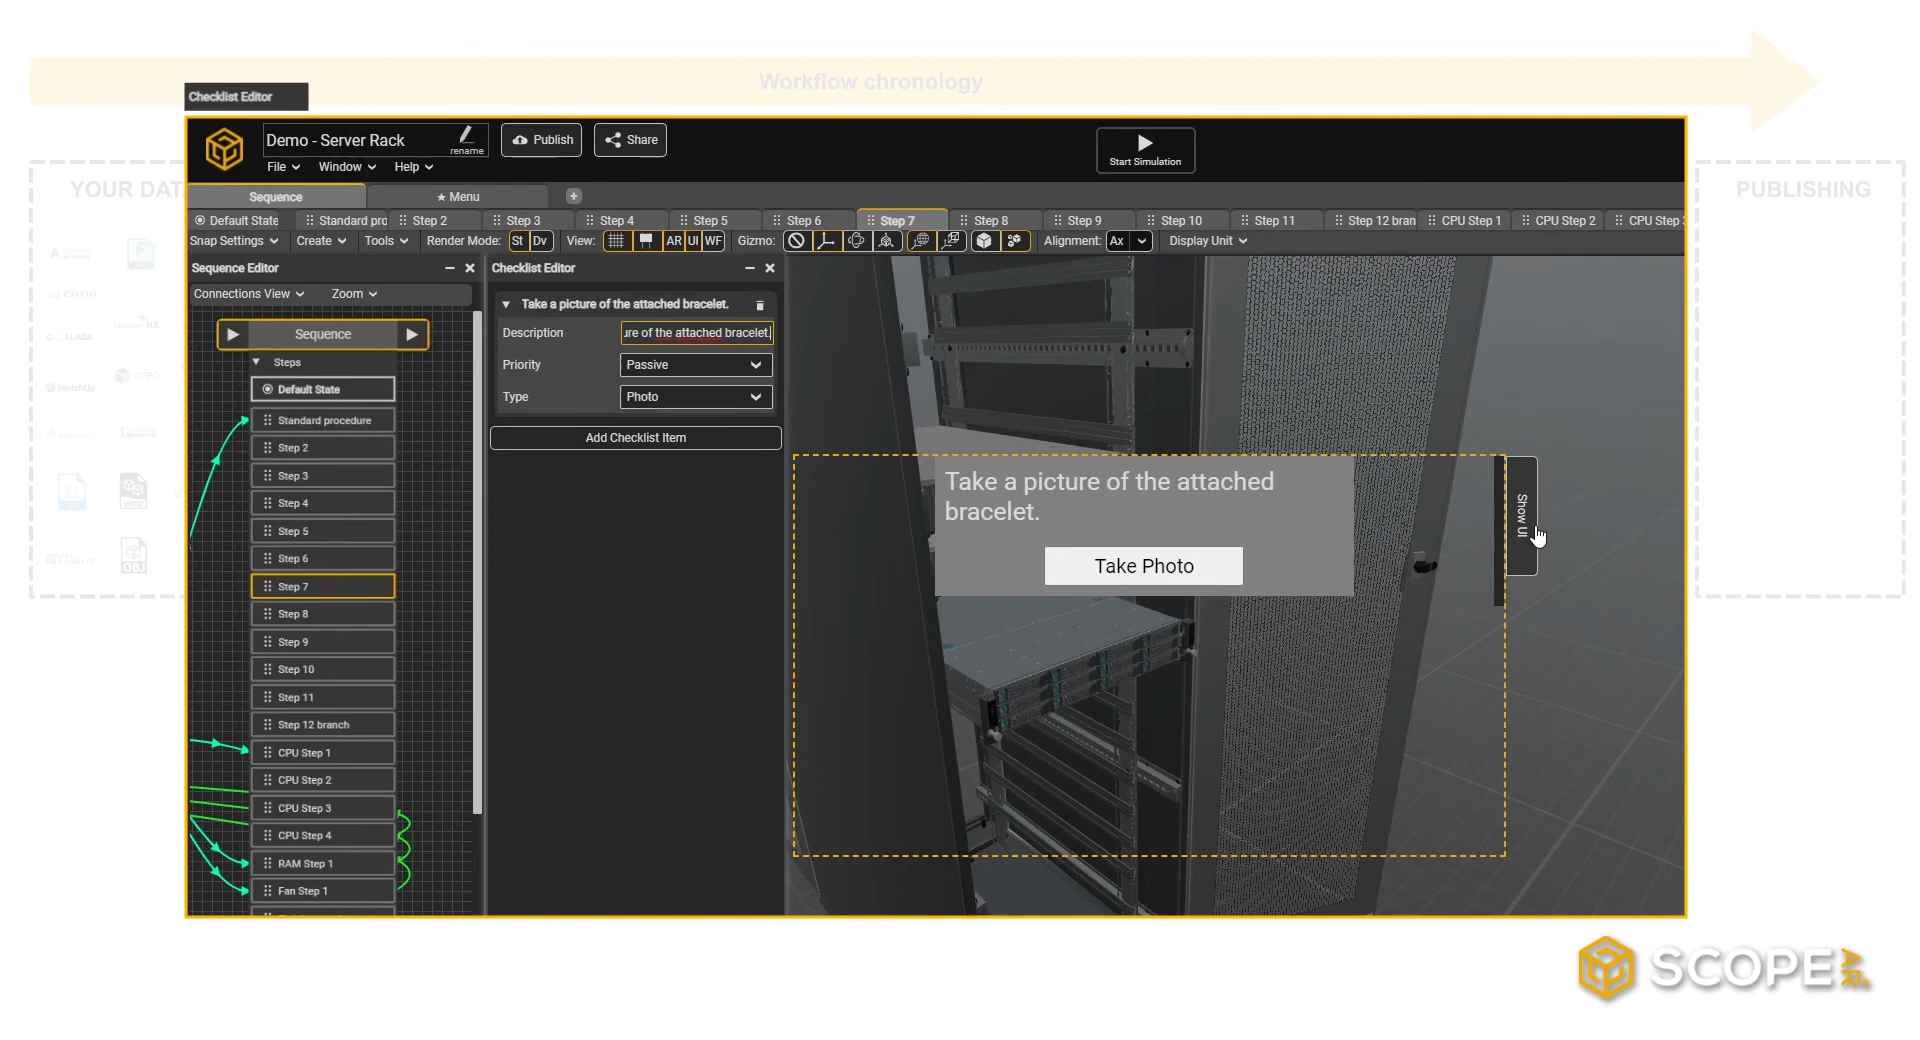 Workflow chronology
Checklist Editor
Demo - Server Rack
rename
Publish
Share
Start Simulation
File
Window
Help
Sequence
★ Menu
+
Default State
Standard pro
Step 2
Step 3
Step 4
Step 5
Step 6
Step 7
Step 8
Step 9
Step 10
Step 11
Step 12 bran
CPU Step 1
CPU Step 2
CPU Step 3
Snap Settings
Create
Tools
Render Mode:
St
Dv
View:
AR
UI
WF
Gizmo:
Alignment:
Ax
Display Unit
YOUR DATA
Sequence Editor
Connections View
Zoom
Sequence
Steps
Default State
Standard procedure
Step 2
Step 3
Step 4
Step 5
Step 6
Step 7
Step 8
Step 9
Step 10
Step 11
Step 12 branch
CPU Step 1
CPU Step 2
CPU Step 3
CPU Step 4
RAM Step 1
Fan Step 1
Checklist Editor
Take a picture of the attached bracelet.
Description
ure of the attached bracelet.
Priority
Passive
Type
Photo
Add Checklist Item
Take a picture of the attached
bracelet.
Take Photo
Show UI
PUBLISHING
CATIA
SketchUp
creo
OBJ
SCOPE AR